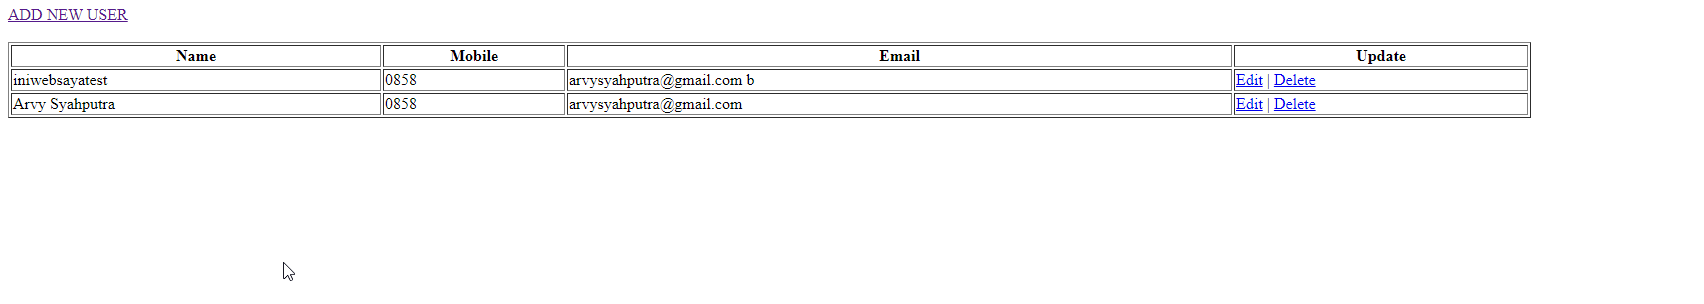 ADD NEW USER
Name Mobile Email Update
iniwebsayatest 0858 arvysyahputra@gmail.com b Edit | Delete
Arvy Syahputra 0858 arvysyahputra@gmail.com Edit | Delete